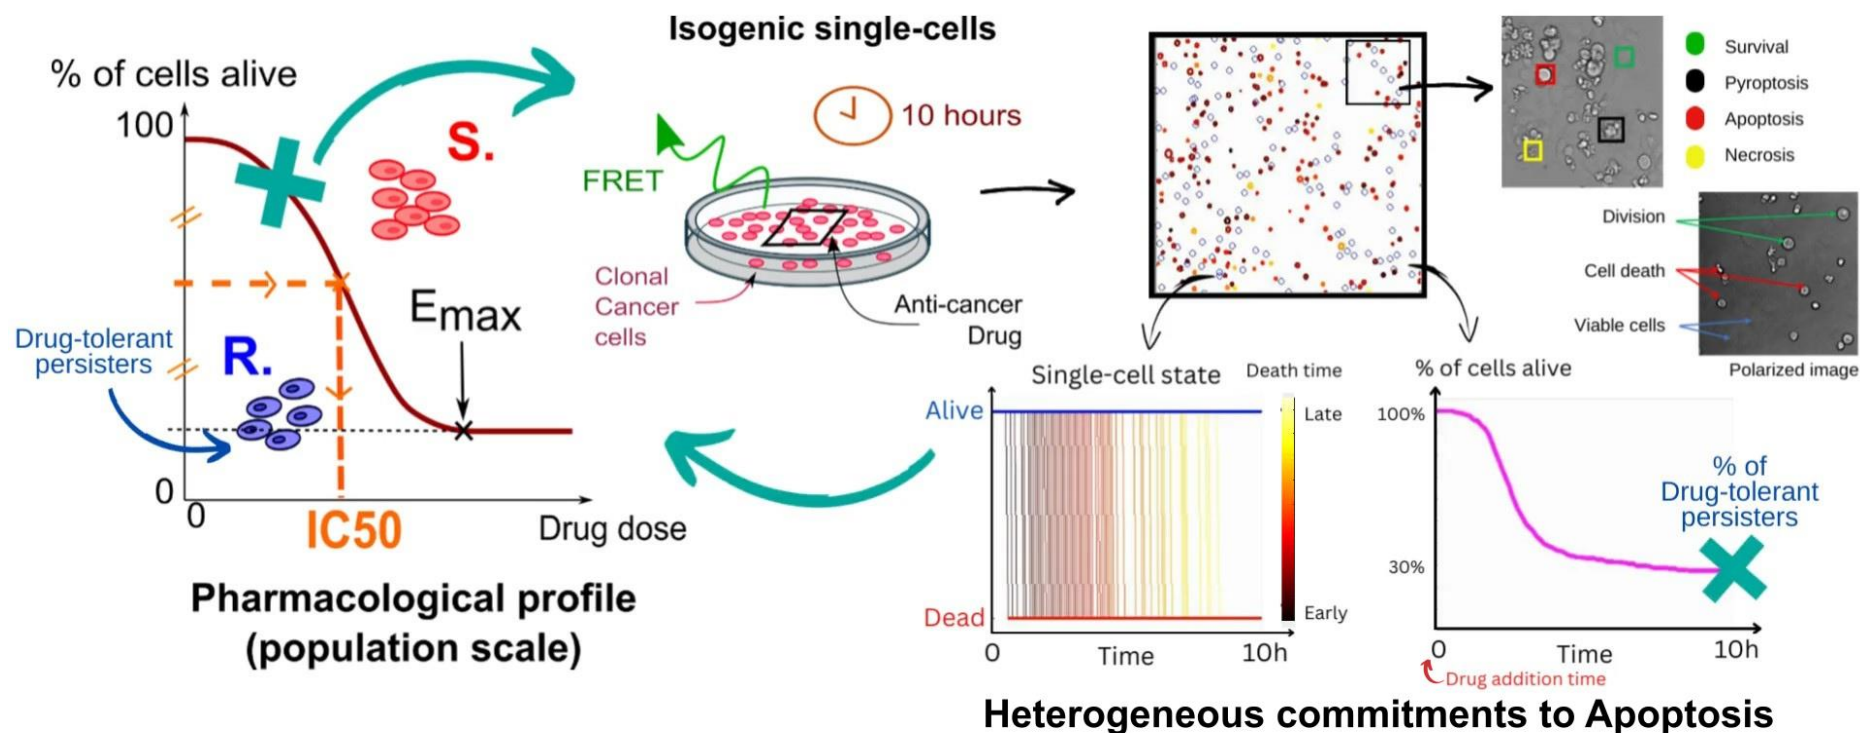 Isogenic single-cells
% of cells alive
100
S.
R.
Drug-tolerant
persisters
Emax
0
0
IC50
Drug dose
Pharmacological profile
(population scale)
10 hours
FRET
Clonal
Cancer
cells
Anti-cancer
Drug
Survival
Pyroptosis
Apoptosis
Necrosis
Division
Cell death
Viable cells
Polarized image
Single-cell state
Death time
Alive
Late
Dead
Early
0
Time
10h
% of cells alive
100%
% of
Drug-tolerant
persisters
30%
0
Time
10h
Drug addition time
Heterogeneous commitments to Apoptosis